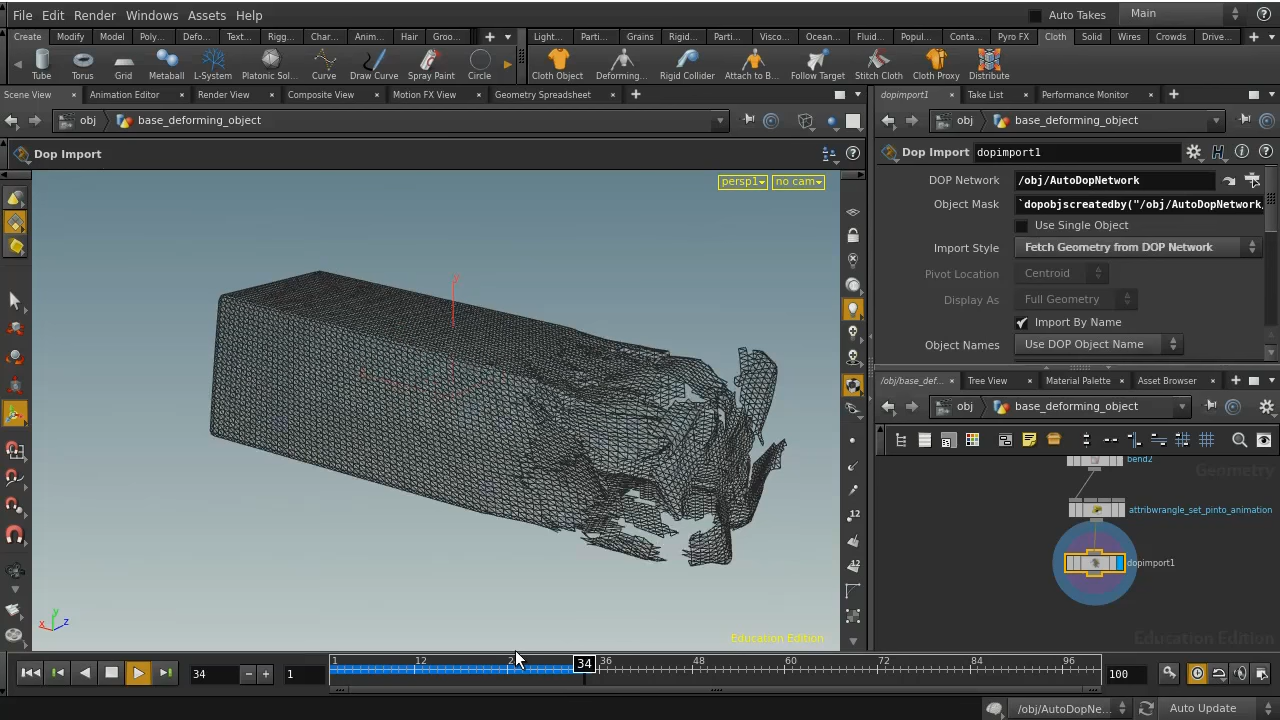 File Edit Render Windows Assets Help
Auto Takes Main
Create Modify Model Poly... Defo... Text... Rigg... Char... Anim... Hair Groo... Light... Parti... Grains Rigid... Parti... Visco... Ocean... Fluid... Popul... Conta... Pyro FX Cloth Solid Wires Crowds Drive...
Tube Torus Grid Metaball L-System Platonic Sol... Curve Draw Curve Spray Paint Circle Cloth Object Deforming... Rigid Collider Attach to B... Follow Target Stitch Cloth Cloth Proxy Distribute
Scene View Animation Editor Render View Composite View Motion FX View Geometry Spreadsheet
obj base_deforming_object
Dop Import
persp1 no cam
y
12
12
x y z
Education Edition
dopimport1 Take List Performance Monitor
obj base_deforming_object
Dop Import dopimport1
DOP Network /obj/AutoDopNetwork
Object Mask `dopobjscreatedby("/obj/AutoDopNetwork,
Use Single Object
Import Style Fetch Geometry from DOP Network
Pivot Location Centroid
Display As Full Geometry
Import By Name
Object Names Use DOP Object Name
/obj/base_def... Tree View Material Palette Asset Browser
obj base_deforming_object
bend2
Geometry
attribwrangle_set_pinto_animation
dopimport1
Education Edition
34 1
1 12 2 34 36 48 60 72 84 96
100
/obj/AutoDopNe... Auto Update